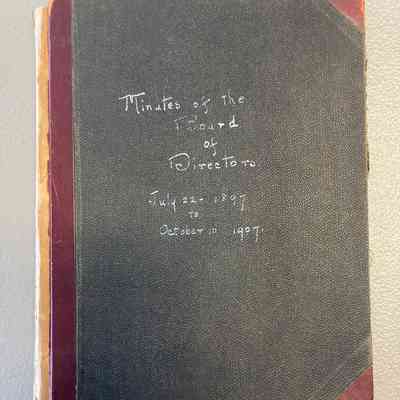 Minutes of the
Board
of
Directors
July 22- 1897
to
October 10 1907.